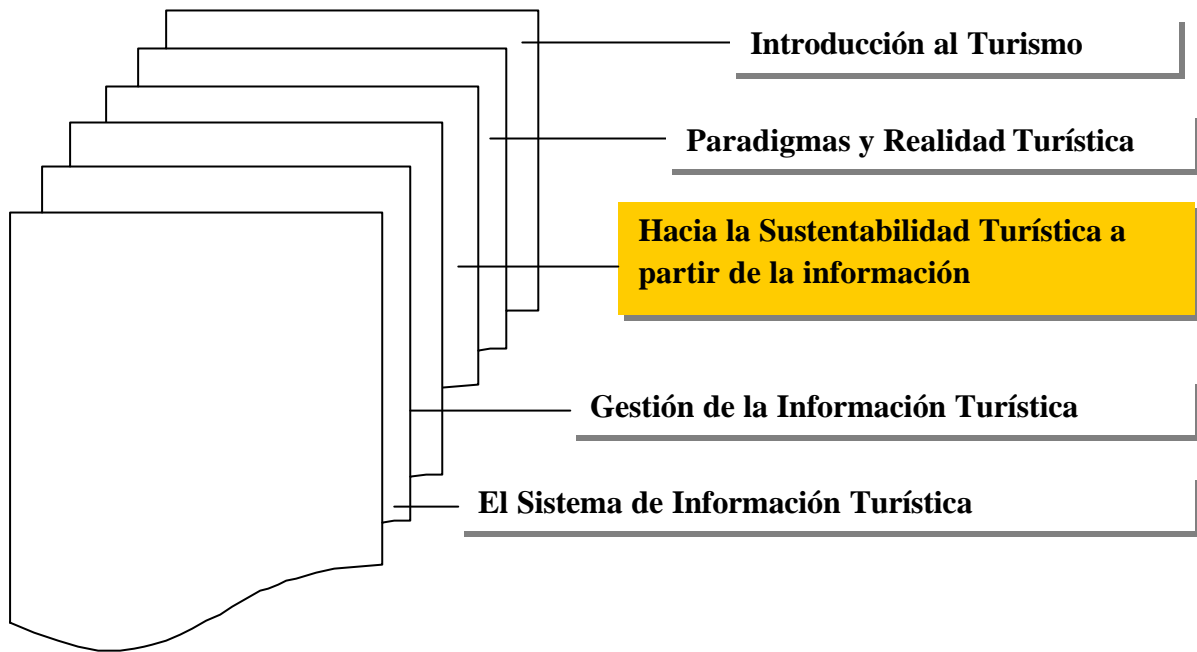 Introducción al Turismo
Paradigmas y Realidad Turística
Hacia la Sustentabilidad Turística a
partir de la información
Gestión de la Información Turística
El Sistema de Información Turística